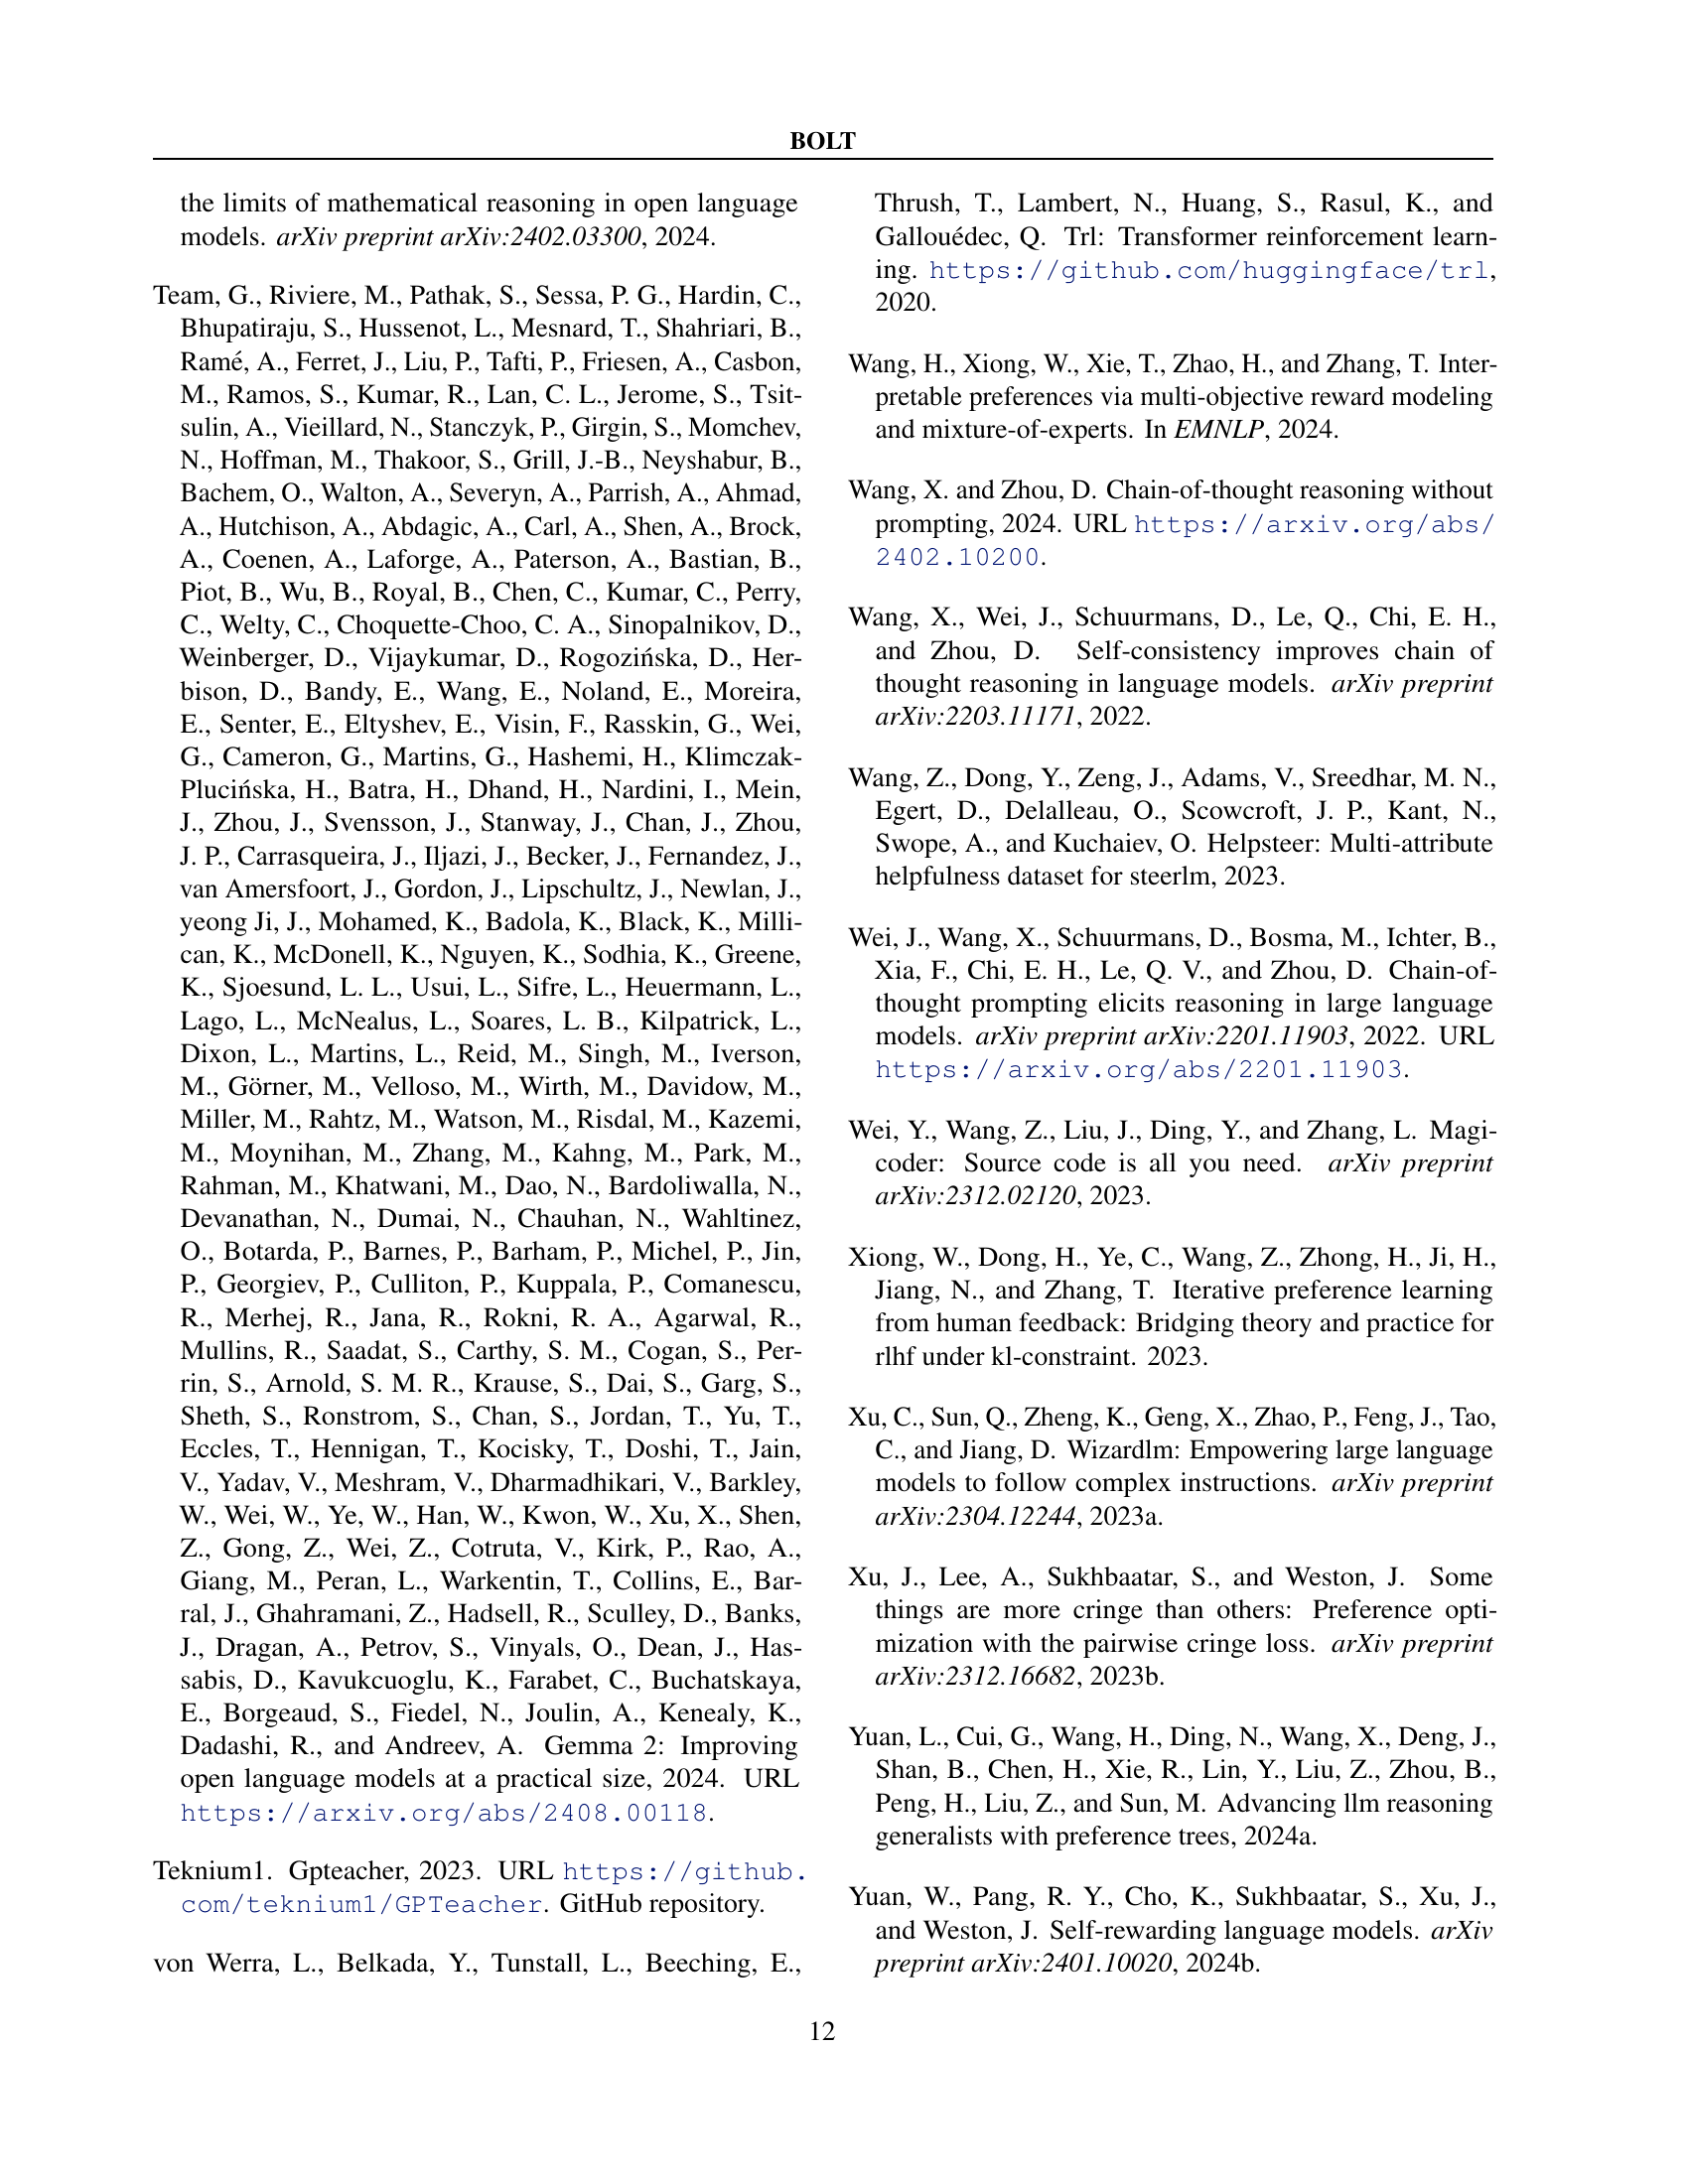 BOLT
the limits of mathematical reasoning in open language
models. arXiv preprint arXiv:2402.03300, 2024.
Team, G., Riviere, M., Pathak, S., Sessa, P. G., Hardin, C.,
Bhupatiraju, S., Hussenot, L., Mesnard, T., Shahriari, B.,
Ramé, A., Ferret, J., Liu, P., Tafti, P., Friesen, A., Casbon,
M., Ramos, S., Kumar, R., Lan, C. L., Jerome, S., Tsit-
sulin, A., Vieillard, N., Stanczyk, P., Girgin, S., Momchev,
N., Hoffman, M., Thakoor, S., Grill, J.-B., Neyshabur, B.,
Bachem, O., Walton, A., Severyn, A., Parrish, A., Ahmad,
A., Hutchison, A., Abdagic, A., Carl, A., Shen, A., Brock,
A., Coenen, A., Laforge, A., Paterson, A., Bastian, B.,
Piot, B., Wu, B., Royal, B., Chen, C., Kumar, C., Perry,
C., Welty, C., Choquette-Choo, C. A., Sinopalnikov, D.,
Weinberger, D., Vijaykumar, D., Rogozińska, D., Her-
bison, D., Bandy, E., Wang, E., Noland, E., Moreira,
E., Senter, E., Eltyshev, E., Visin, F., Rasskin, G., Wei,
G., Cameron, G., Martins, G., Hashemi, H., Klimczak-
Plucińska, H., Batra, H., Dhand, H., Nardini, I., Mein,
J., Zhou, J., Svensson, J., Stanway, J., Chan, J., Zhou,
J. P., Carrasqueira, J., Iljazi, J., Becker, J., Fernandez, J.,
van Amersfoort, J., Gordon, J., Lipschultz, J., Newlan, J.,
yeong Ji, J., Mohamed, K., Badola, K., Black, K., Milli-
can, K., McDonell, K., Nguyen, K., Sodhia, K., Greene,
K., Sjoesund, L. L., Usui, L., Sifre, L., Heuermann, L.,
Lago, L., McNealus, L., Soares, L. B., Kilpatrick, L.,
Dixon, L., Martins, L., Reid, M., Singh, M., Iverson,
M., Görner, M., Velloso, M., Wirth, M., Davidow, M.,
Miller, M., Rahtz, M., Watson, M., Risdal, M., Kazemi,
M., Moynihan, M., Zhang, M., Kahng, M., Park, M.,
Rahman, M., Khatwani, M., Dao, N., Bardoliwalla, N.,
Devanathan, N., Dumai, N., Chauhan, N., Wahltinez,
O., Botarda, P., Barnes, P., Barham, P., Michel, P., Jin,
P., Georgiev, P., Culliton, P., Kuppala, P., Comanescu,
R., Merhej, R., Jana, R., Rokni, R. A., Agarwal, R.,
Mullins, R., Saadat, S., Carthy, S. M., Cogan, S., Per-
rin, S., Arnold, S. M. R., Krause, S., Dai, S., Garg, S.,
Sheth, S., Ronstrom, S., Chan, S., Jordan, T., Yu, T.,
Eccles, T., Hennigan, T., Kocisky, T., Doshi, T., Jain,
V., Yadav, V., Meshram, V., Dharmadhikari, V., Barkley,
W., Wei, W., Ye, W., Han, W., Kwon, W., Xu, X., Shen,
Z., Gong, Z., Wei, Z., Cotruta, V., Kirk, P., Rao, A.,
Giang, M., Peran, L., Warkentin, T., Collins, E., Bar-
ral, J., Ghahramani, Z., Hadsell, R., Sculley, D., Banks,
J., Dragan, A., Petrov, S., Vinyals, O., Dean, J., Has-
sabis, D., Kavukcuoglu, K., Farabet, C., Buchatskaya,
E., Borgeaud, S., Fiedel, N., Joulin, A., Kenealy, K.,
Dadashi, R., and Andreev, A. Gemma 2: Improving
open language models at a practical size, 2024. URL
https://arxiv.org/abs/2408.00118.
Teknium1. Gpteacher, 2023. URL https://github.
com/teknium1/GPTeacher. GitHub repository.
von Werra, L., Belkada, Y., Tunstall, L., Beeching, E.,
Thrush, T., Lambert, N., Huang, S., Rasul, K., and
Gallouédec, Q. Trl: Transformer reinforcement learn-
ing. https://github.com/huggingface/trl,
2020.
Wang, H., Xiong, W., Xie, T., Zhao, H., and Zhang, T. Inter-
pretable preferences via multi-objective reward modeling
and mixture-of-experts. In EMNLP, 2024.
Wang, X. and Zhou, D. Chain-of-thought reasoning without
prompting, 2024. URL https://arxiv.org/abs/
2402.10200.
Wang, X., Wei, J., Schuurmans, D., Le, Q., Chi, E. H.,
and Zhou, D. Self-consistency improves chain of
thought reasoning in language models. arXiv preprint
arXiv:2203.11171, 2022.
Wang, Z., Dong, Y., Zeng, J., Adams, V., Sreedhar, M. N.,
Egert, D., Delalleau, O., Scowcroft, J. P., Kant, N.,
Swope, A., and Kuchaiev, O. Helpsteer: Multi-attribute
helpfulness dataset for steerlm, 2023.
Wei, J., Wang, X., Schuurmans, D., Bosma, M., Ichter, B.,
Xia, F., Chi, E. H., Le, Q. V., and Zhou, D. Chain-of-
thought prompting elicits reasoning in large language
models. arXiv preprint arXiv:2201.11903, 2022. URL
https://arxiv.org/abs/2201.11903.
Wei, Y., Wang, Z., Liu, J., Ding, Y., and Zhang, L. Magi-
coder: Source code is all you need. arXiv preprint
arXiv:2312.02120, 2023.
Xiong, W., Dong, H., Ye, C., Wang, Z., Zhong, H., Ji, H.,
Jiang, N., and Zhang, T. Iterative preference learning
from human feedback: Bridging theory and practice for
rlhf under kl-constraint. 2023.
Xu, C., Sun, Q., Zheng, K., Geng, X., Zhao, P., Feng, J., Tao,
C., and Jiang, D. Wizardlm: Empowering large language
models to follow complex instructions. arXiv preprint
arXiv:2304.12244, 2023a.
Xu, J., Lee, A., Sukhbaatar, S., and Weston, J. Some
things are more cringe than others: Preference opti-
mization with the pairwise cringe loss. arXiv preprint
arXiv:2312.16682, 2023b.
Yuan, L., Cui, G., Wang, H., Ding, N., Wang, X., Deng, J.,
Shan, B., Chen, H., Xie, R., Lin, Y., Liu, Z., Zhou, B.,
Peng, H., Liu, Z., and Sun, M. Advancing llm reasoning
generalists with preference trees, 2024a.
Yuan, W., Pang, R. Y., Cho, K., Sukhbaatar, S., Xu, J.,
and Weston, J. Self-rewarding language models. arXiv
preprint arXiv:2401.10020, 2024b.
12